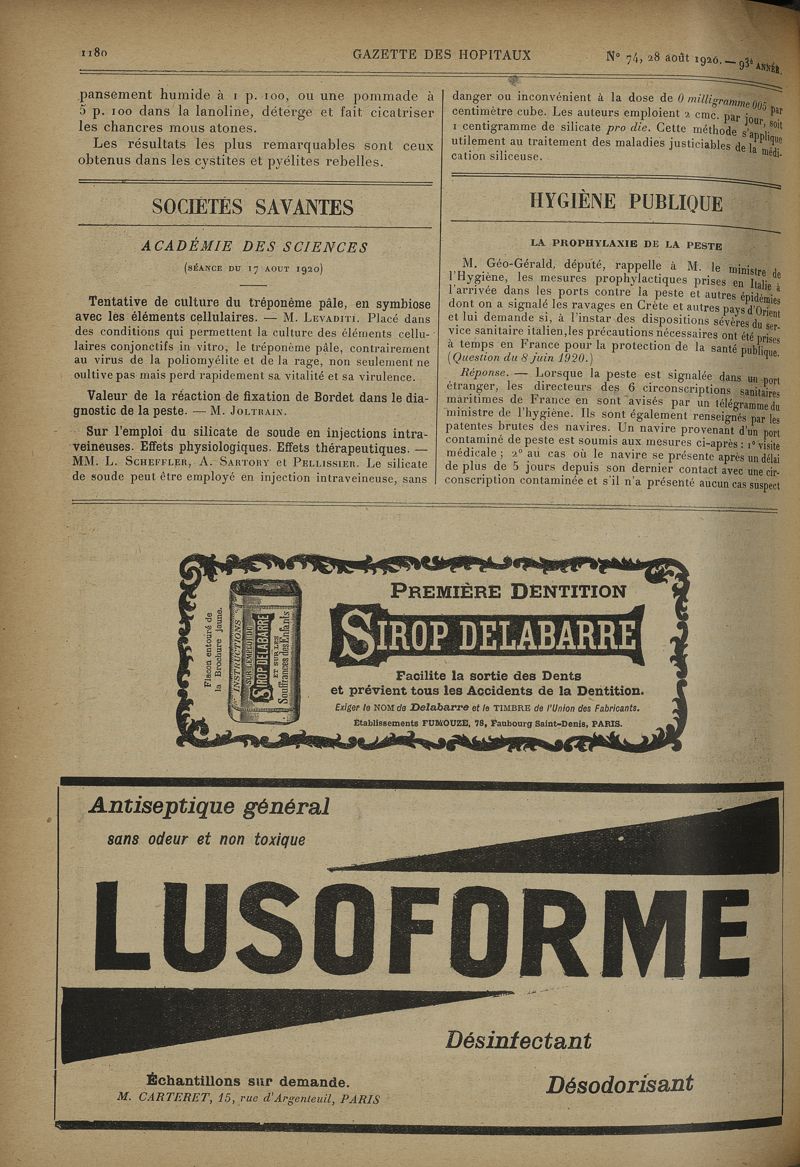 1180
GAZETTE DES HOPITAUX
N° 74, 28 août 1920. — 93e ANNÉE.
pansement humide à 1 p. 100, ou une pommade à
5 p. 100 dans la lanoline, déterge et fait cicatriser
les chancres mous atones.
Les résultats les plus remarquables sont ceux
obtenus dans les cystites et pyélites rebelles.
SOCIÉTÉS SAVANTES
ACADÉMIE DES SCIENCES
(SÉANCE DU 17 AOUT 1920)
Tentative de culture du tréponème pâle, en symbiose
avec les éléments cellulaires. — M. LEVADITI. Placé dans
des conditions qui permettent la culture des éléments cellu-
laires conjonctifs in vitro, le tréponème pâle, contrairement
au virus de la poliomyélite et de la rage, non seulement ne
cultive pas mais perd rapidement sa vitalité et sa virulence.
Valeur de la réaction de fixation de Bordet dans le dia-
gnostic de la peste. — M. JOLTRAIN.
Sur l'emploi du silicate de soude en injections intra-
veineuses. Effets physiologiques. Effets thérapeutiques. —
MM. L. SCHEFFLER, A. SARTORY et PELLISSIER. Le silicate
de soude peut être employé en injection intraveineuse, sans
danger ou inconvénient à la dose de 0 milligramme 005 par
centimètre cube. Les auteurs emploient 2 cmc. par jour, soit
1 centigramme de silicate pro die. Cette méthode s'applique
utilement au traitement des maladies justiciables de la médi-
cation siliceuse.
HYGIÈNE PUBLIQUE
LA PROPHYLAXIE DE LA PESTE
M. Géo-Gérald, député, rappelle à M. le ministre de
l'Hygiène, les mesures prophylactiques prises en Italie à
l'arrivée dans les ports contre la peste et autres épidémies
dont on a signalé les ravages en Crète et autres pays d'Orient
et lui demande si, à l'instar des dispositions sévères du ser-
vice sanitaire italien,les précautions nécessaires ont été prises
à temps en France pour la protection de la santé publique.
(Question du 8 juin 1920.)
Réponse. — Lorsque la peste est signalée dans un port
étranger, les directeurs des 6 circonscriptions sanitaires
maritimes de France en sont avisés par un télégramme du
ministre de l'hygiène. Ils sont également renseignés par les
patentes brutes des navires. Un navire provenant d'un port
contaminé de peste est soumis aux mesures ci-après : 1° visite
médicale ; 2° au cas où le navire se présente après un délai
de plus de 5 jours depuis son dernier contact avec une cir-
conscription contaminée et s'il n'a présenté aucun cas suspect
Flacon entouré de
la Brochure jaune.
INSTRUCTIONS
SUR L'EMPLOI DU
SIROP DELABARRE
ET SUR LES
Souffrances des Enfants
PREMIÈRE DENTITION
SIROP DELABARRE
Facilite la sortie des Dents
et prévient tous les Accidents de la Dentition.
Exiger le NOM de Delabarre et le TIMBRE de l'Union des Fabricants.
Établissements FUMOUZE, 78, Faubourg Saint-Denis, PARIS.
Antiseptique général
sans odeur et non toxique
LUSOFORME
Désinfectant
Désodorisant
Échantillons sur demande.
M. CARTERET, 15, rue d'Argenteuil, PARIS